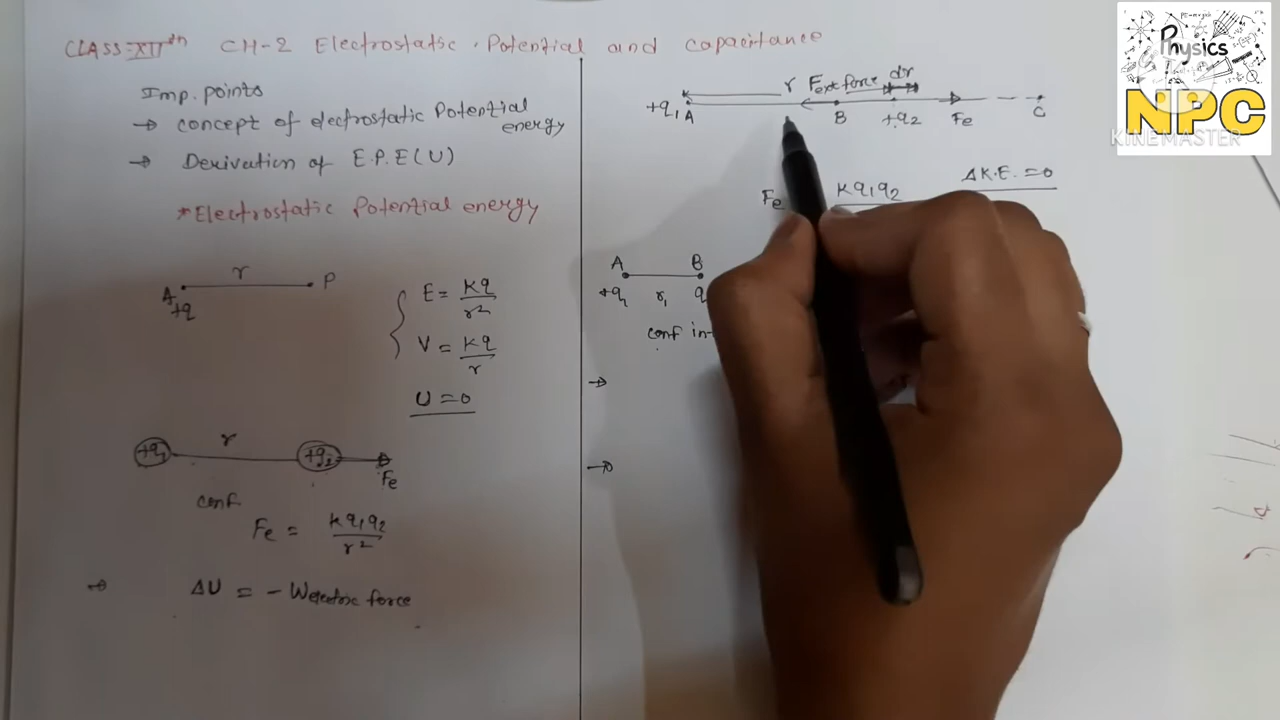 CLASS=XIIth CH-2 Electrostatic Potential and capacitance
Imp. points
→ concept of electrostatic Potential energy
→ Derivation of E.P.E (U)
*Electrostatic Potential energy
r
A P
+q
E = kq/r²
V = kq/r
U = 0
+q1 r +q2
Fe
conf
Fe = kq1q2/r²
→ ΔU = - Welectric force
r Fext force dr
+q1 A B +q2 Fe C
ΔK.E. = 0
Fe kq1q2
A B
+q1 r1 q
conf in
→
→
Physics
NPC
KINEMASTER